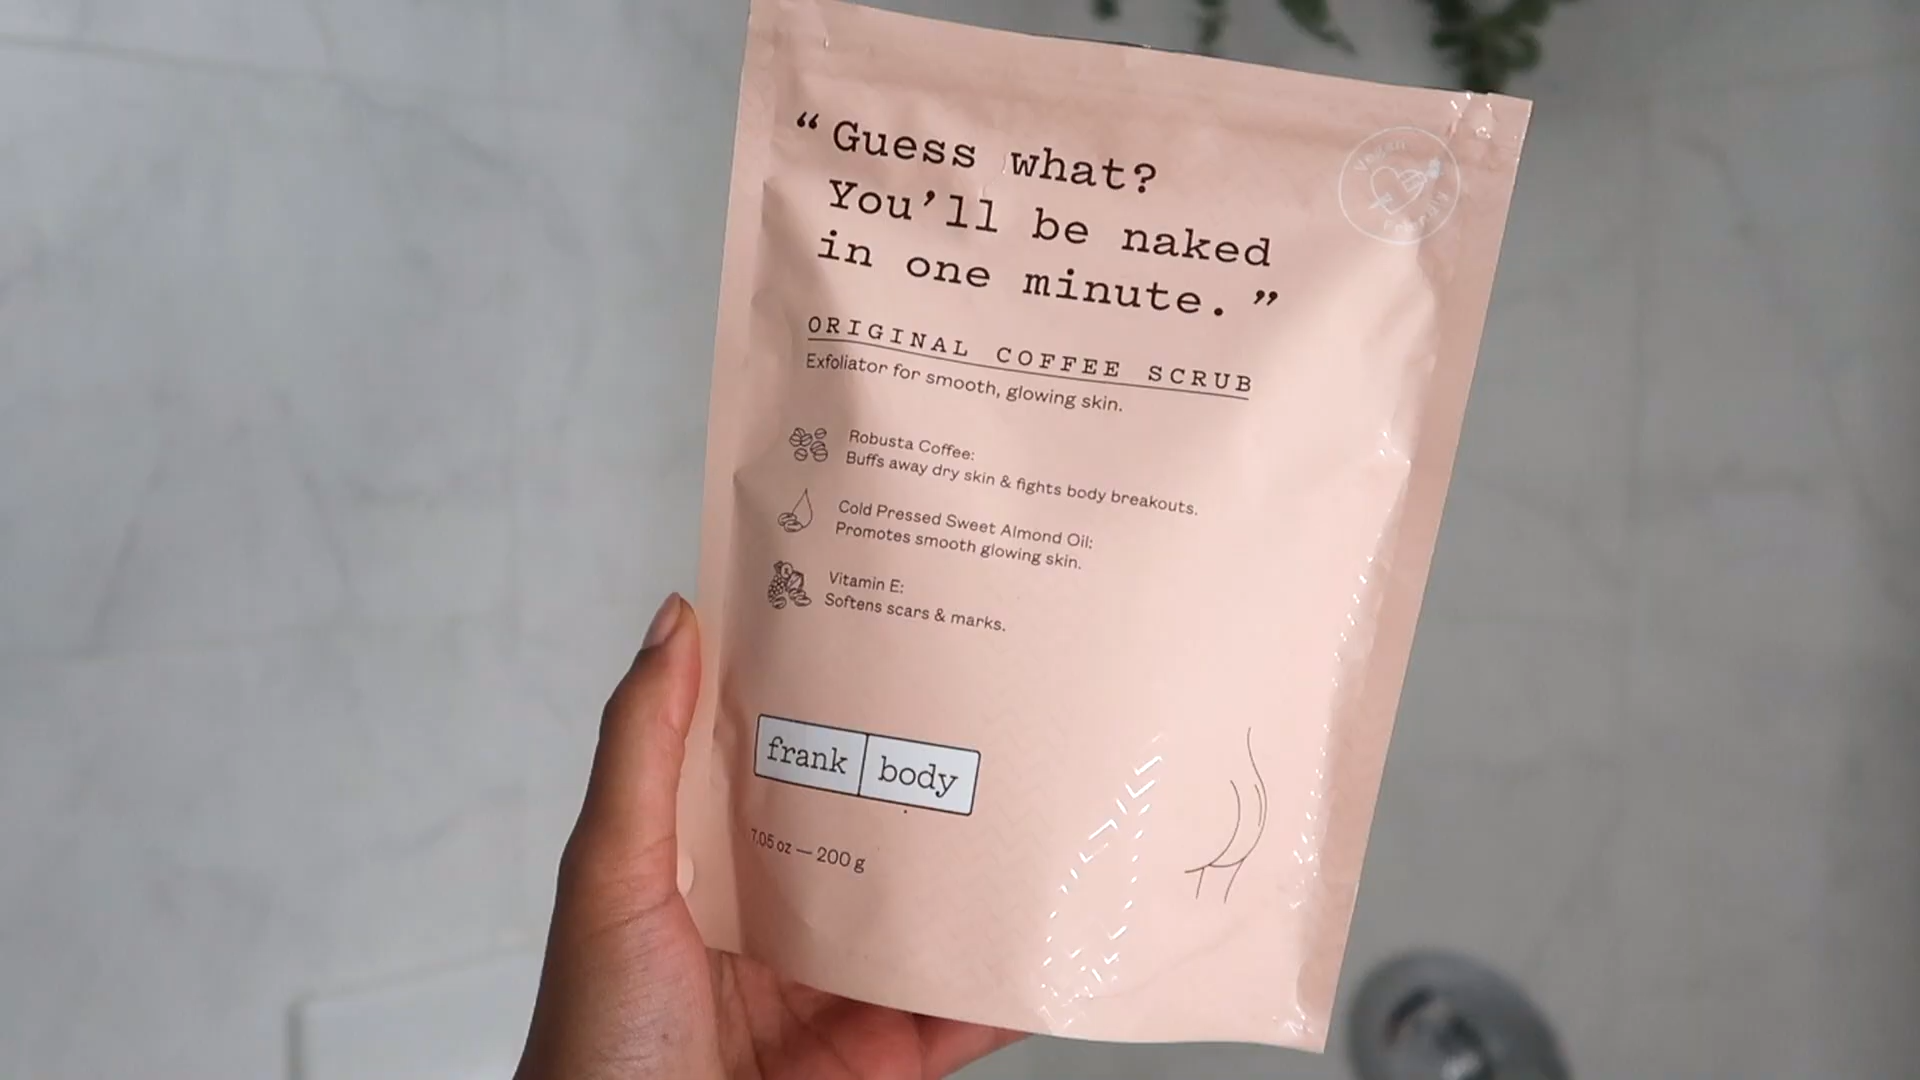 “Guess what?
You’ll be naked
in one minute.”
Vegan
Friendly
ORIGINAL COFFEE SCRUB
Exfoliator for smooth, glowing skin.
Robusta Coffee:
Buffs away dry skin & fights body breakouts.
Cold Pressed Sweet Almond Oil:
Promotes smooth glowing skin.
Vitamin E:
Softens scars & marks.
frank body
7.05 oz — 200 g